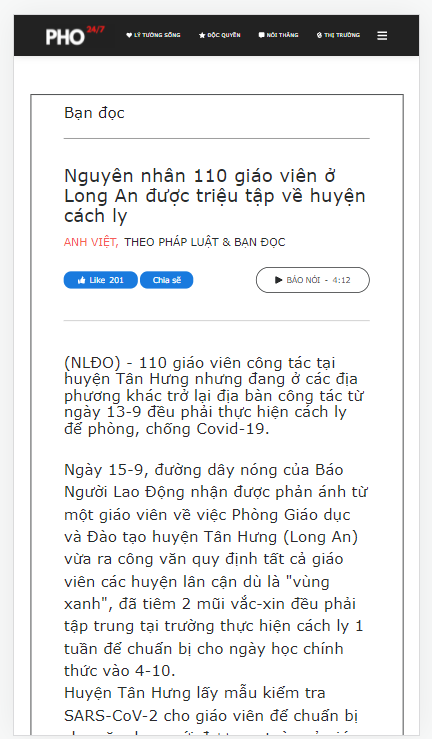 PHO 24/7 LÝ TƯỞNG SỐNG ĐỘC QUYỀN NÓI THẲNG THỊ TRƯỜNG
Bạn đọc
Nguyên nhân 110 giáo viên ở
Long An được triệu tập về huyện
cách ly
ANH VIỆT, THEO PHÁP LUẬT & BẠN ĐỌC
Like 201 Chia sẽ BÁO NÓI - 4:12
(NLĐO) - 110 giáo viên công tác tại
huyện Tân Hưng nhưng đang ở các địa
phương khác trở lại địa bàn công tác từ
ngày 13-9 đều phải thực hiện cách ly
để phòng, chống Covid-19.
Ngày 15-9, đường dây nóng của Báo
Người Lao Động nhận được phản ánh từ
một giáo viên về việc Phòng Giáo dục
và Đào tạo huyện Tân Hưng (Long An)
vừa ra công văn quy định tất cả giáo
viên các huyện lân cận dù là "vùng
xanh", đã tiêm 2 mũi vắc-xin đều phải
tập trung tại trường thực hiện cách ly 1
tuần để chuẩn bị cho ngày học chính
thức vào 4-10.
Huyện Tân Hưng lấy mẫu kiểm tra
SARS-CoV-2 cho giáo viên để chuẩn bị